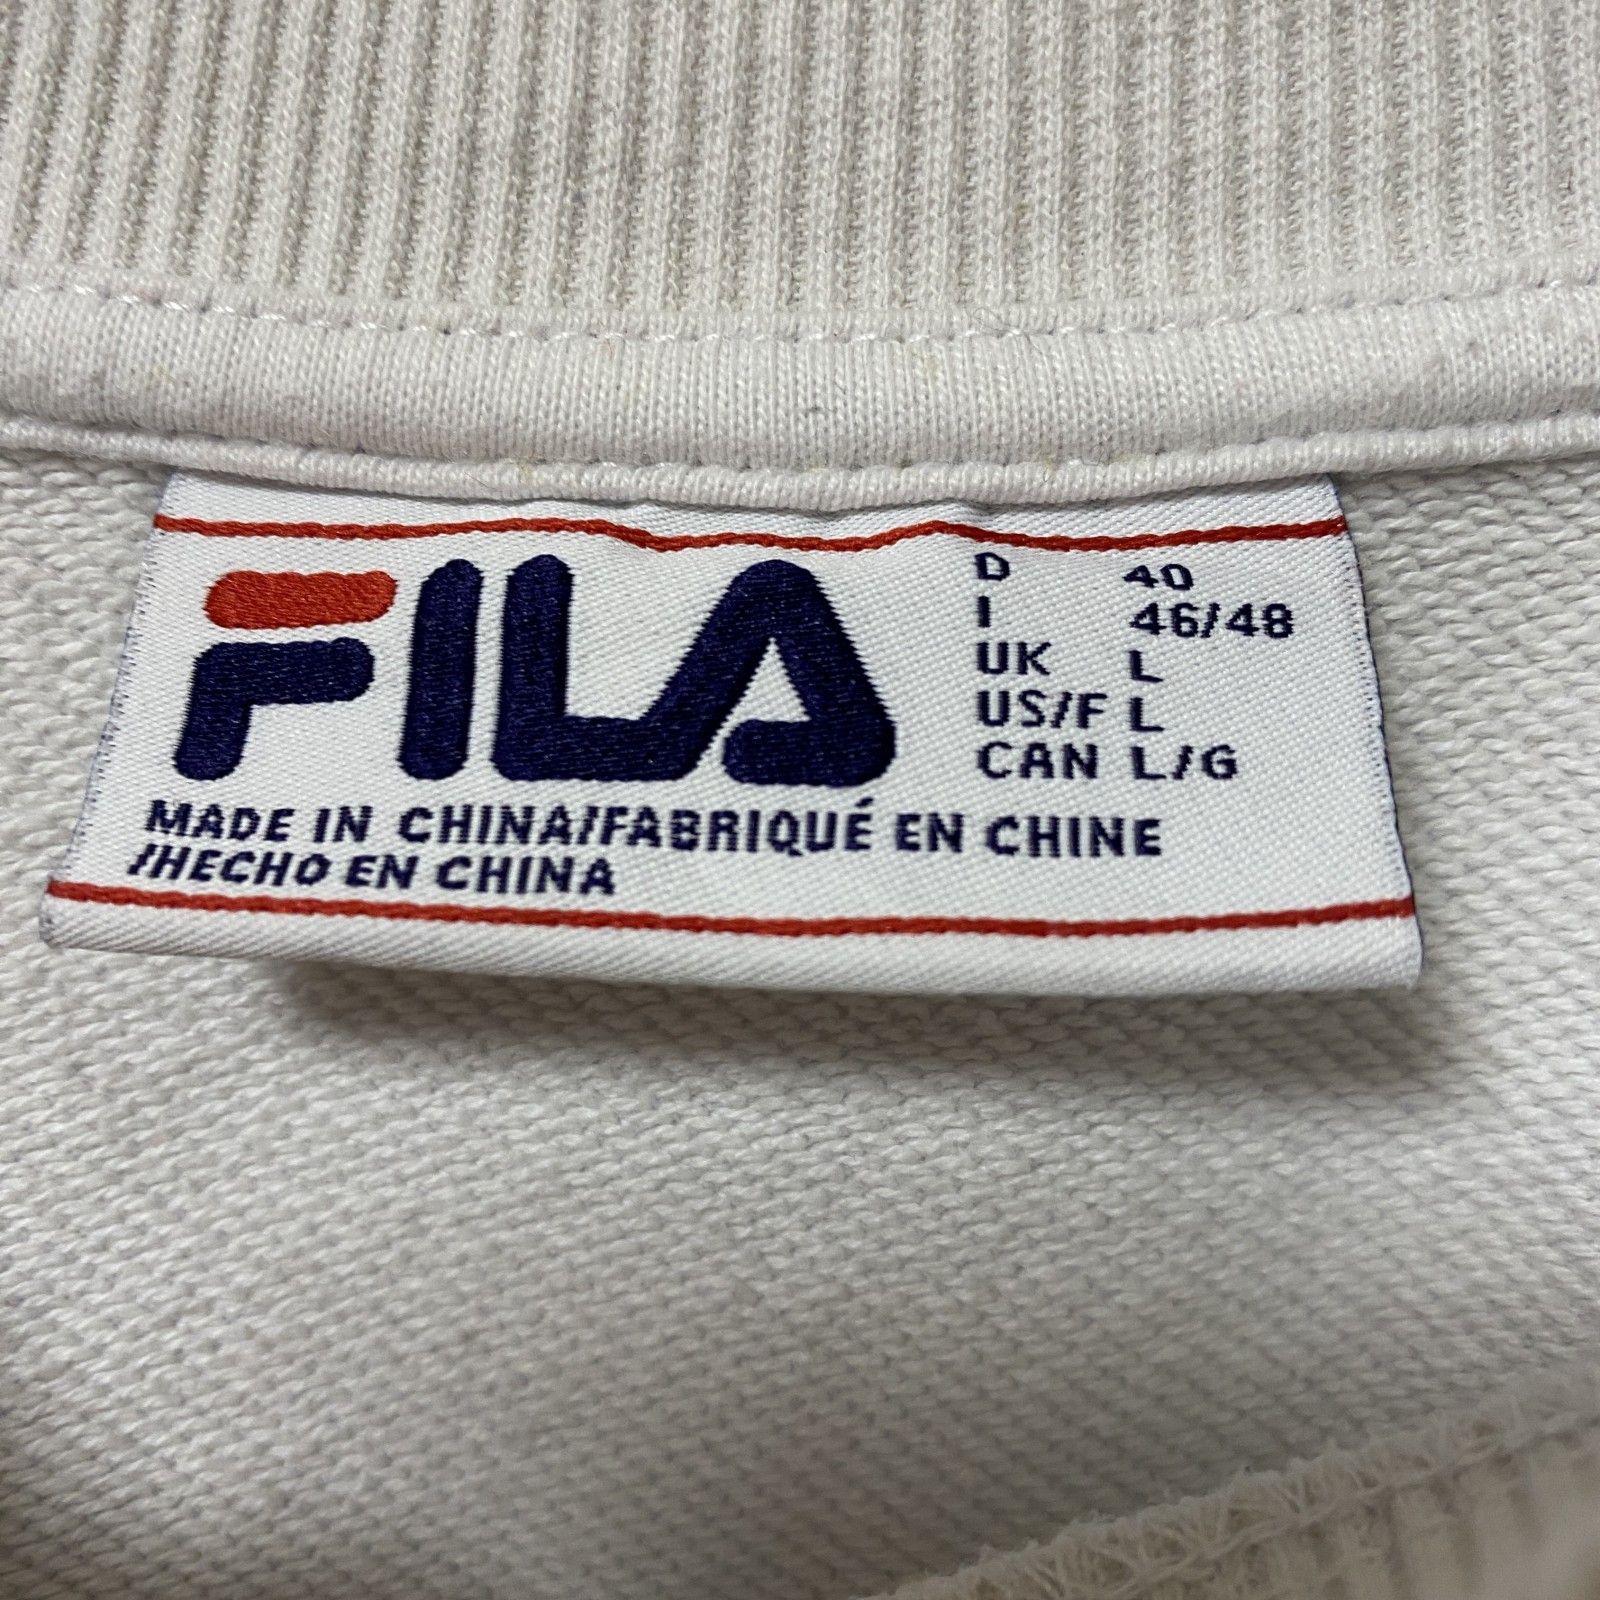 FILA
D 40
I 46/48
UK L
US/F L
CAN L/G
MADE IN CHINA/FABRIQUÉ EN CHINE
/HECHO EN CHINA